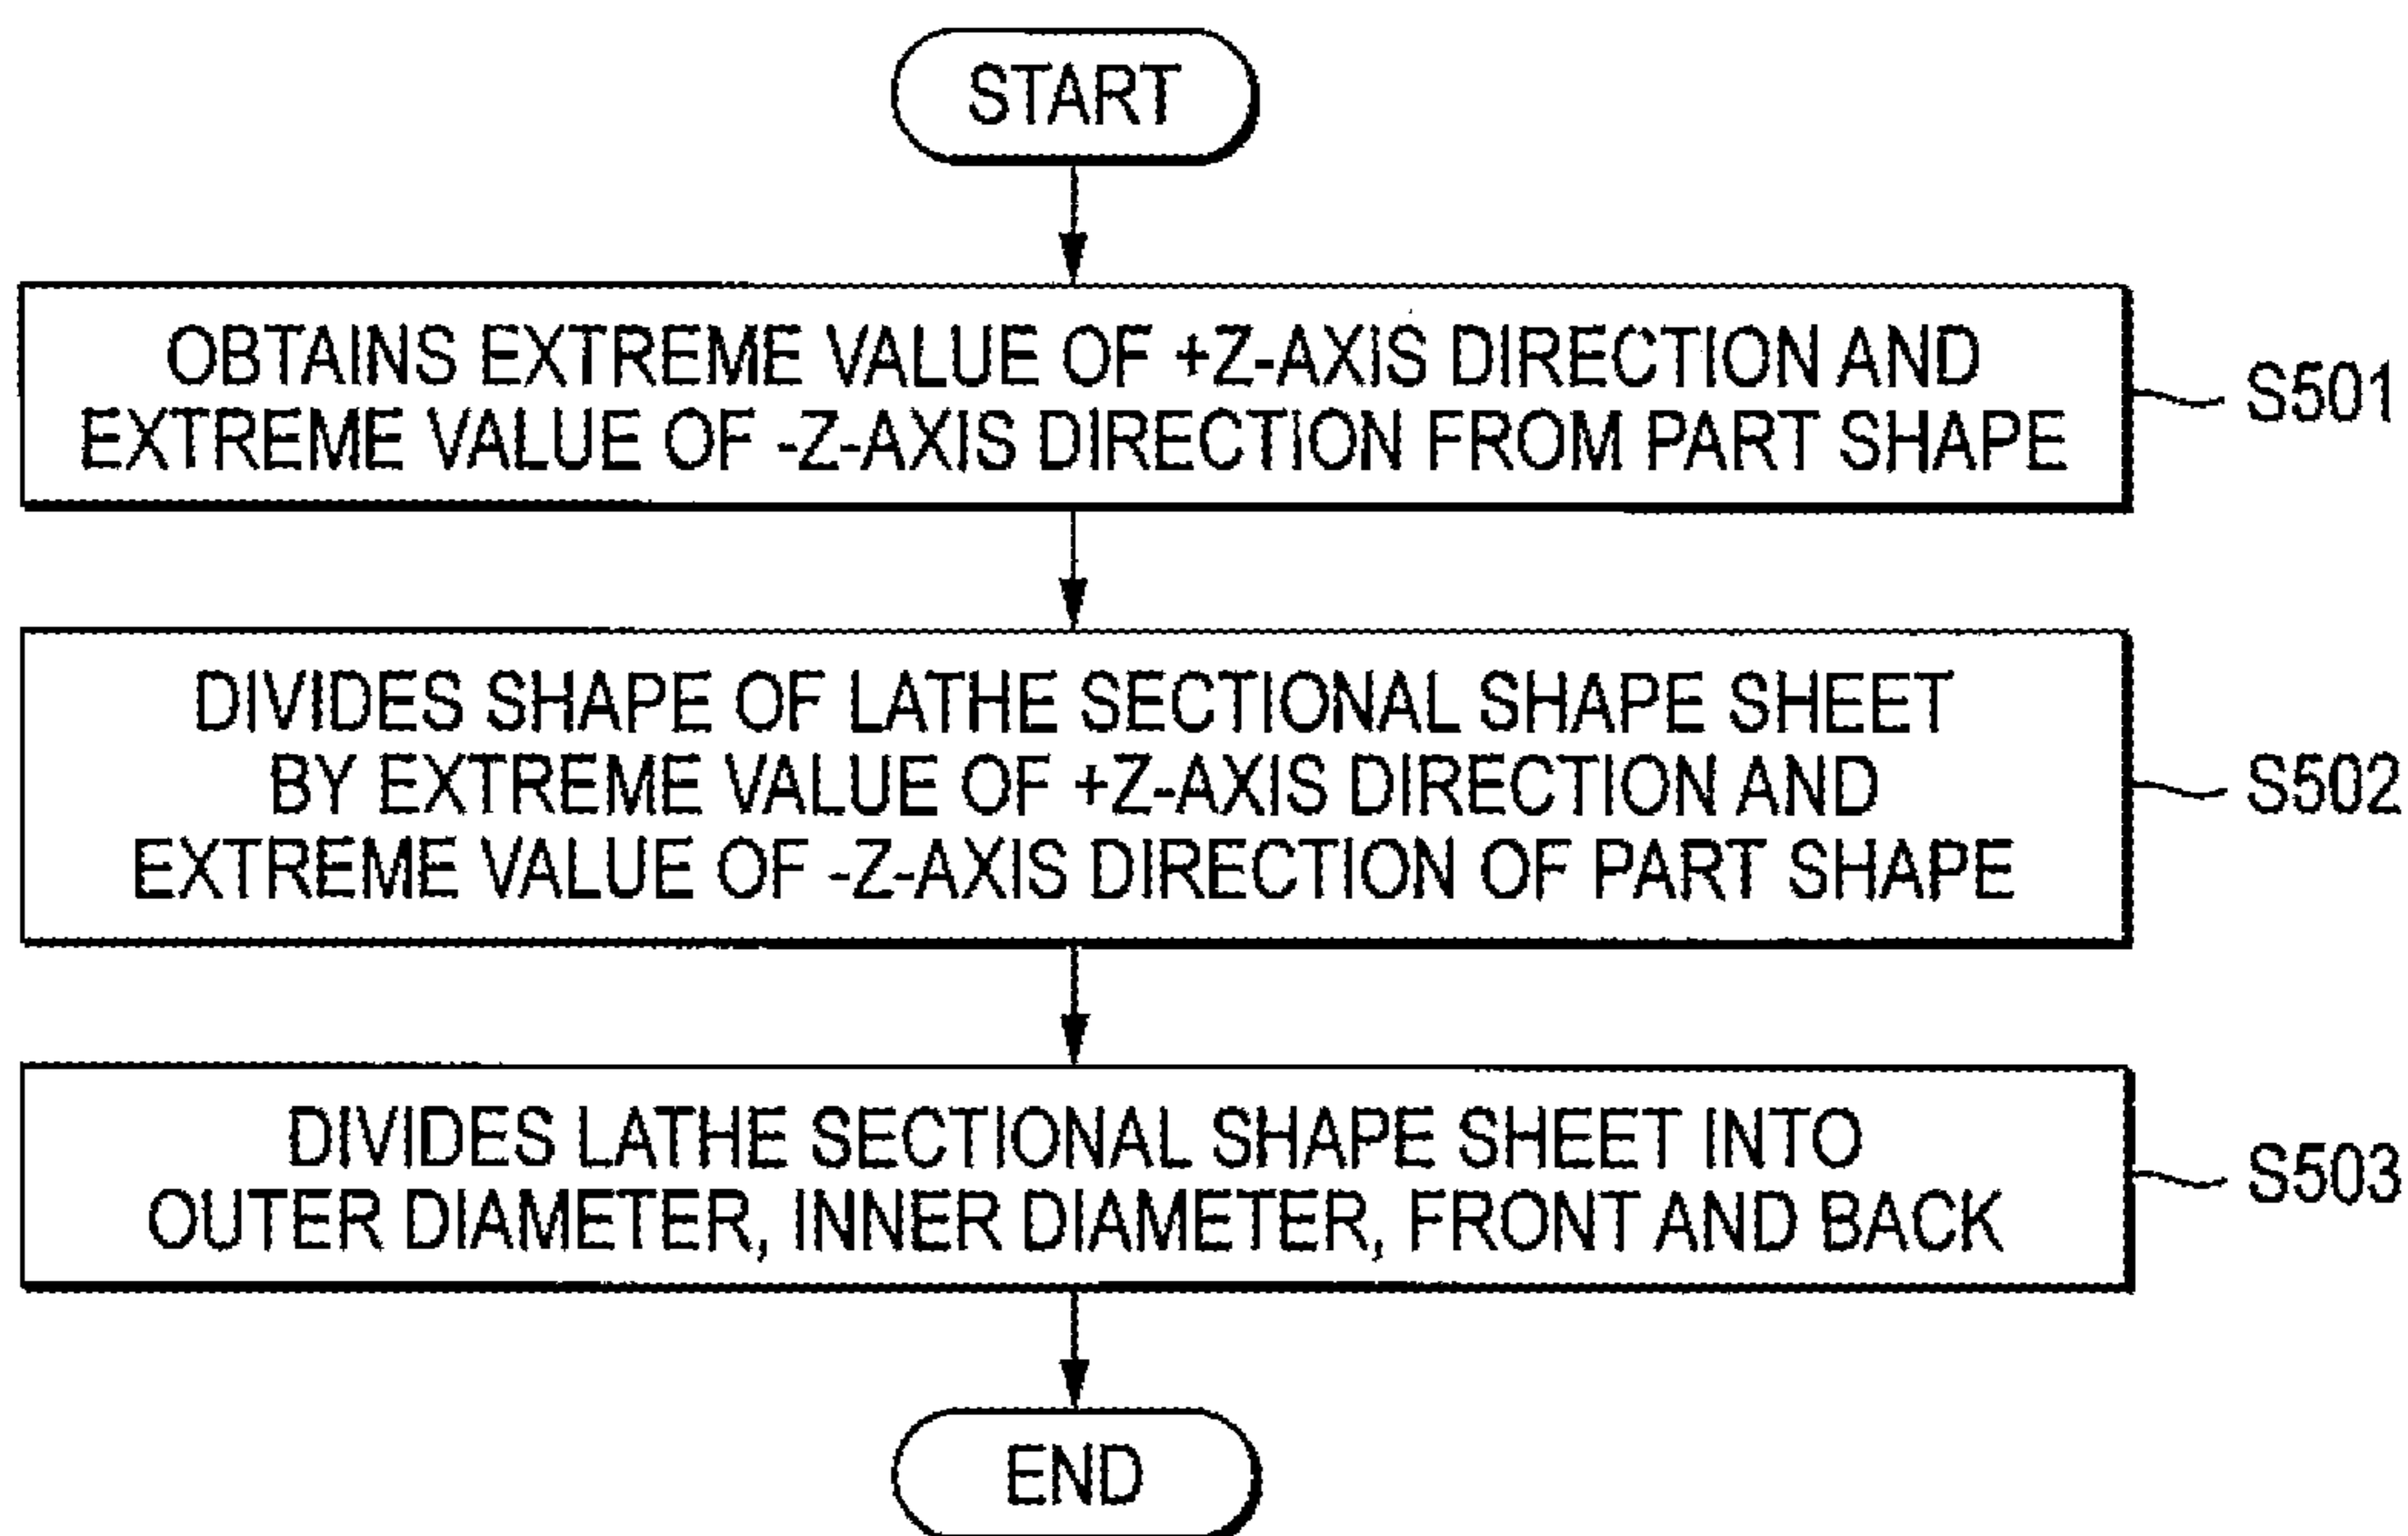 START
OBTAINS EXTREME VALUE OF +Z-AXIS DIRECTION AND
EXTREME VALUE OF -Z-AXIS DIRECTION FROM PART SHAPE
S501
DIVIDES SHAPE OF LATHE SECTIONAL SHAPE SHEET
BY EXTREME VALUE OF +Z-AXIS DIRECTION AND
EXTREME VALUE OF -Z-AXIS DIRECTION OF PART SHAPE
S502
DIVIDES LATHE SECTIONAL SHAPE SHEET INTO
OUTER DIAMETER, INNER DIAMETER, FRONT AND BACK
S503
END